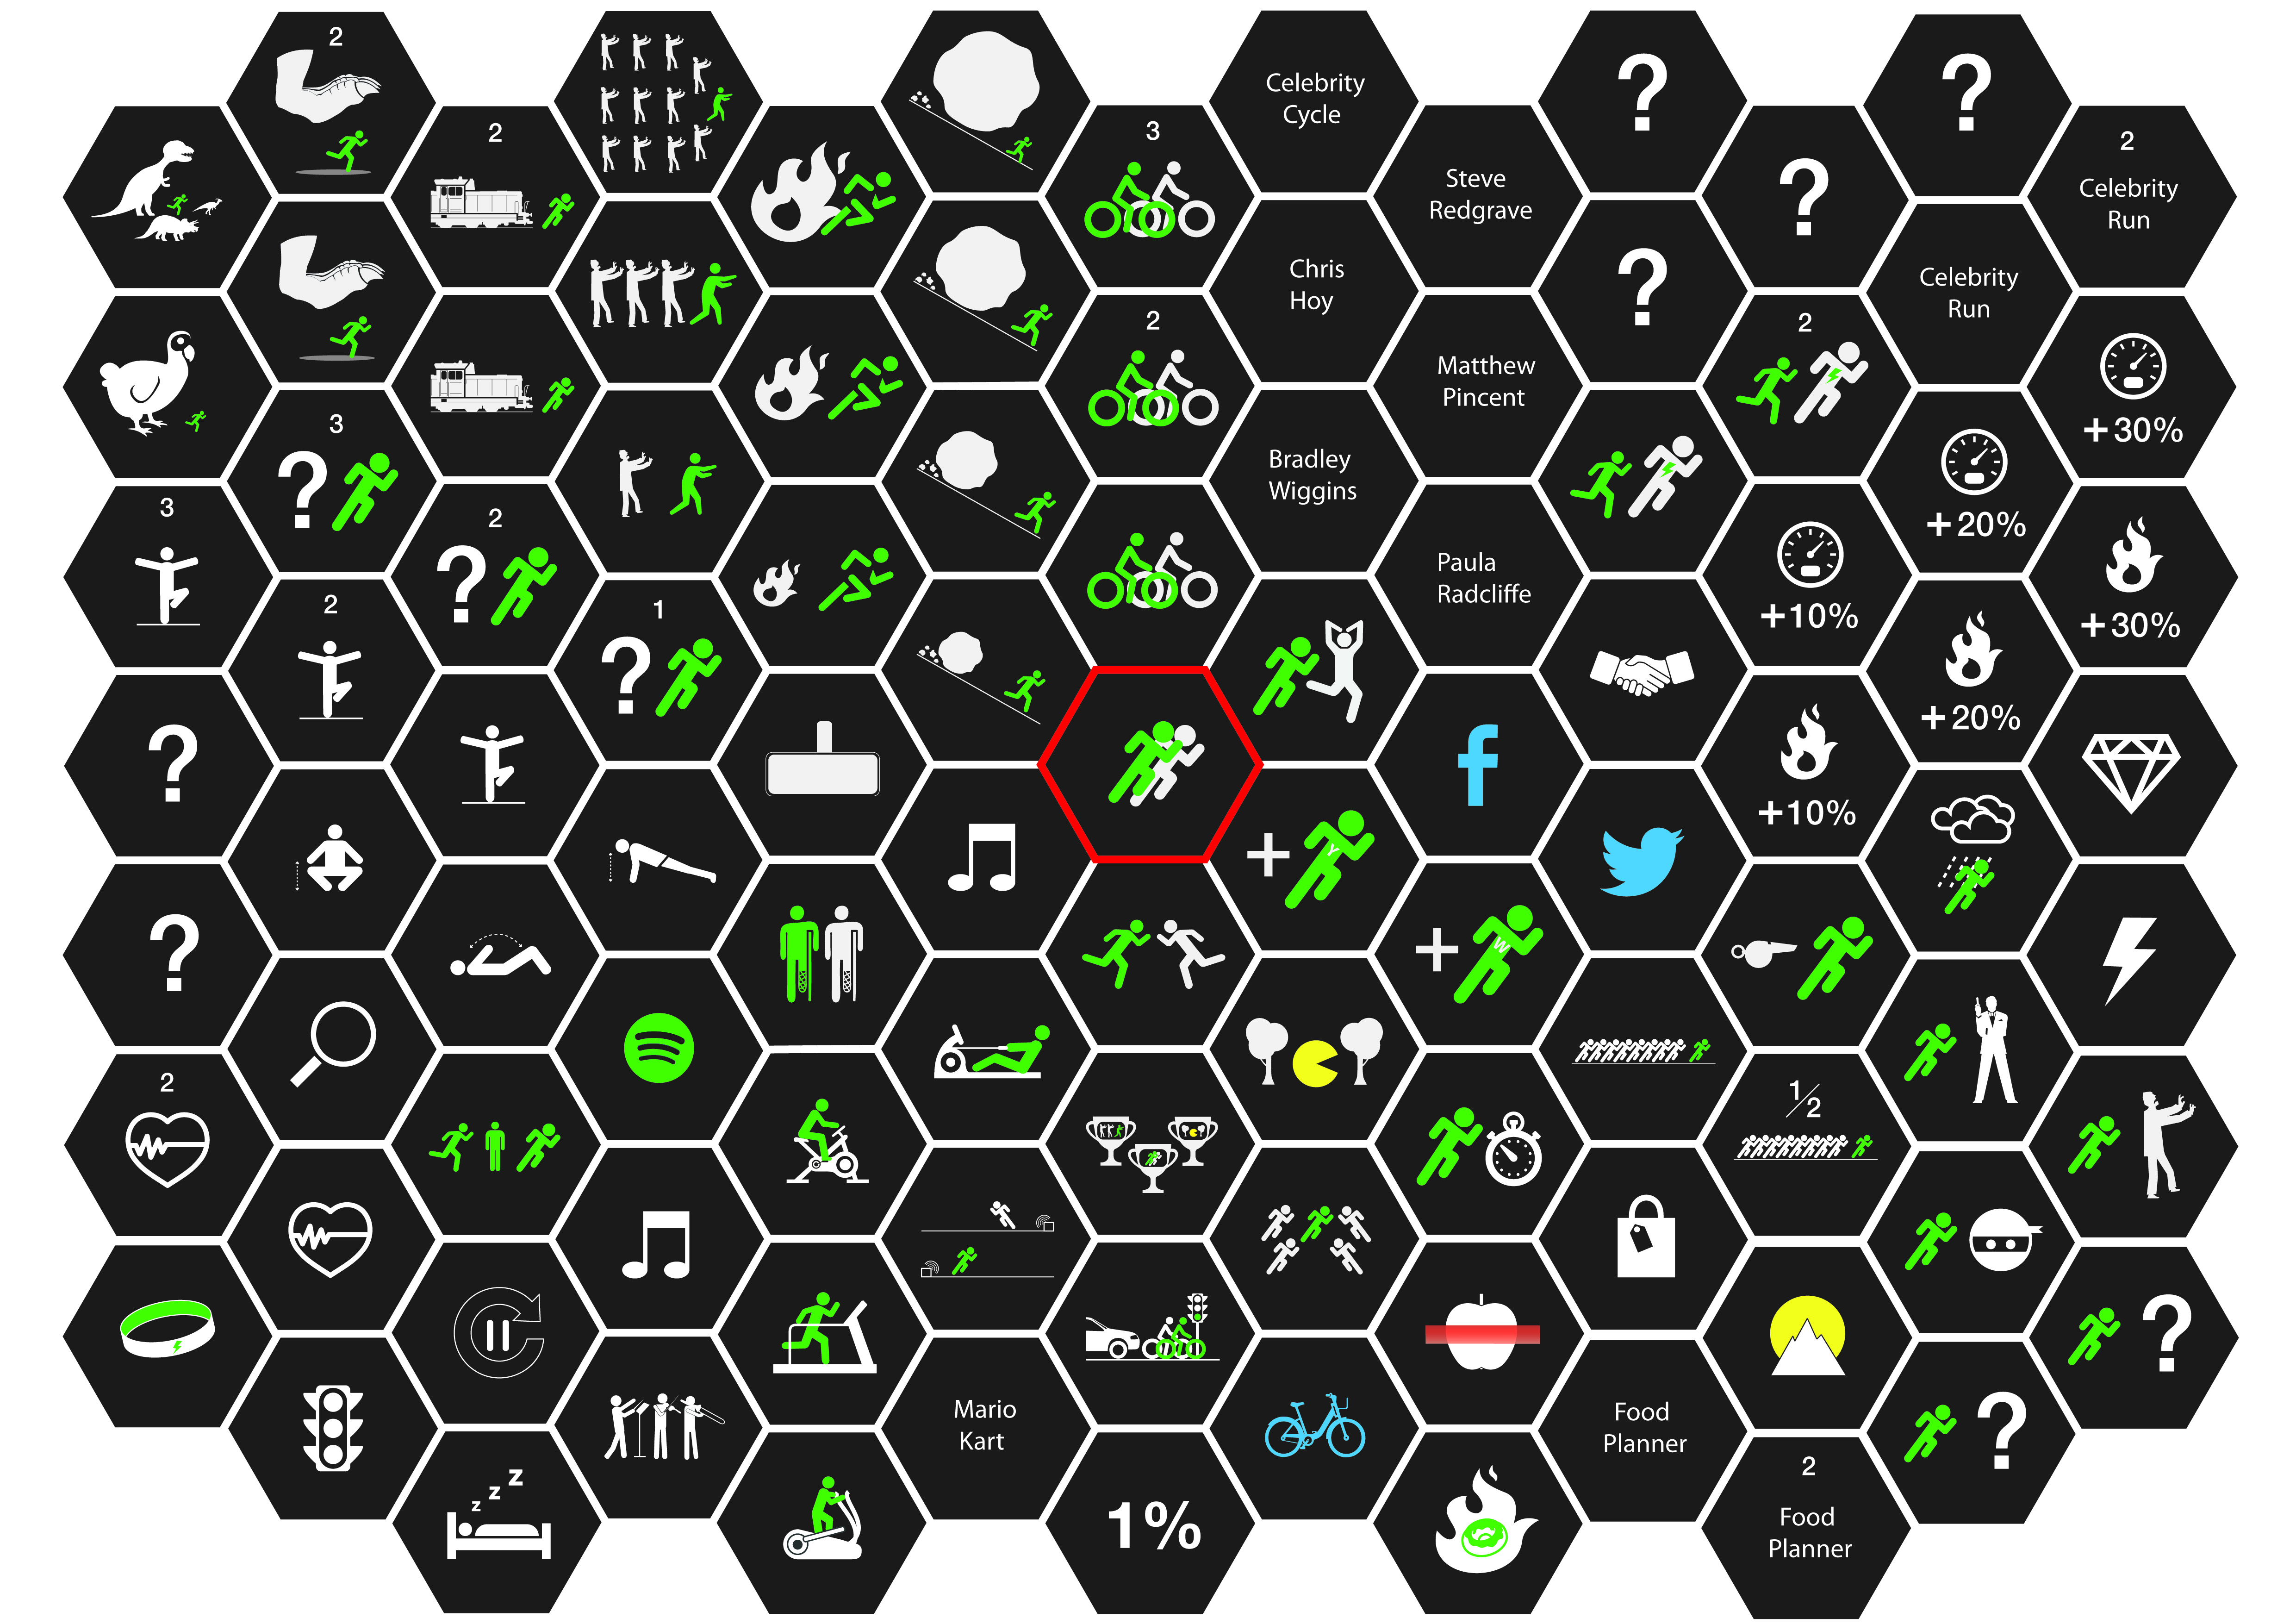 2
Celebrity
Cycle
?
?
2
3
2
Celebrity
Run
Steve
Redgrave
?
Chris
Hoy
?
Celebrity
Run
2
2
Matthew
Pincent
+30%
3
?
Bradley
Wiggins
+20%
3
2
?
Paula
Radcliffe
+10%
+30%
2
1
?
+20%
?
f
+10%
+ Y
?
+ W
2
1/2
?
Mario
Kart
Food
Planner
?
z z z
1%
2
Food
Planner